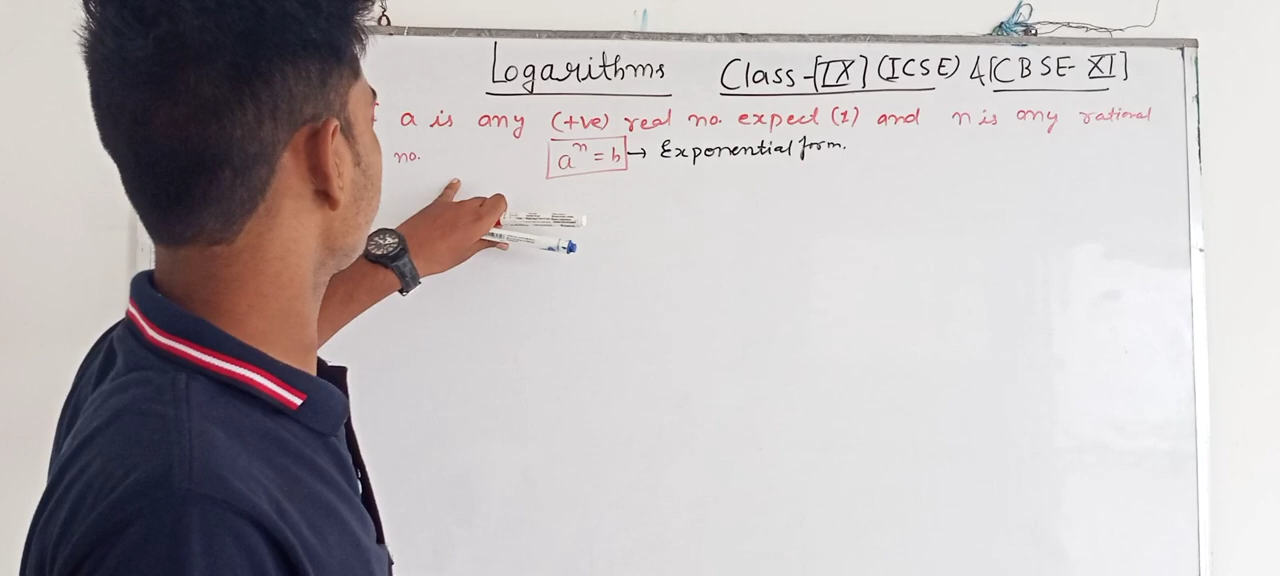 Logarithms Class-[IX] (ICSE) & [CBSE- XI]
a is any (+ve) real no. expect (1) and n is any rational
no. aⁿ = b → Exponential form.